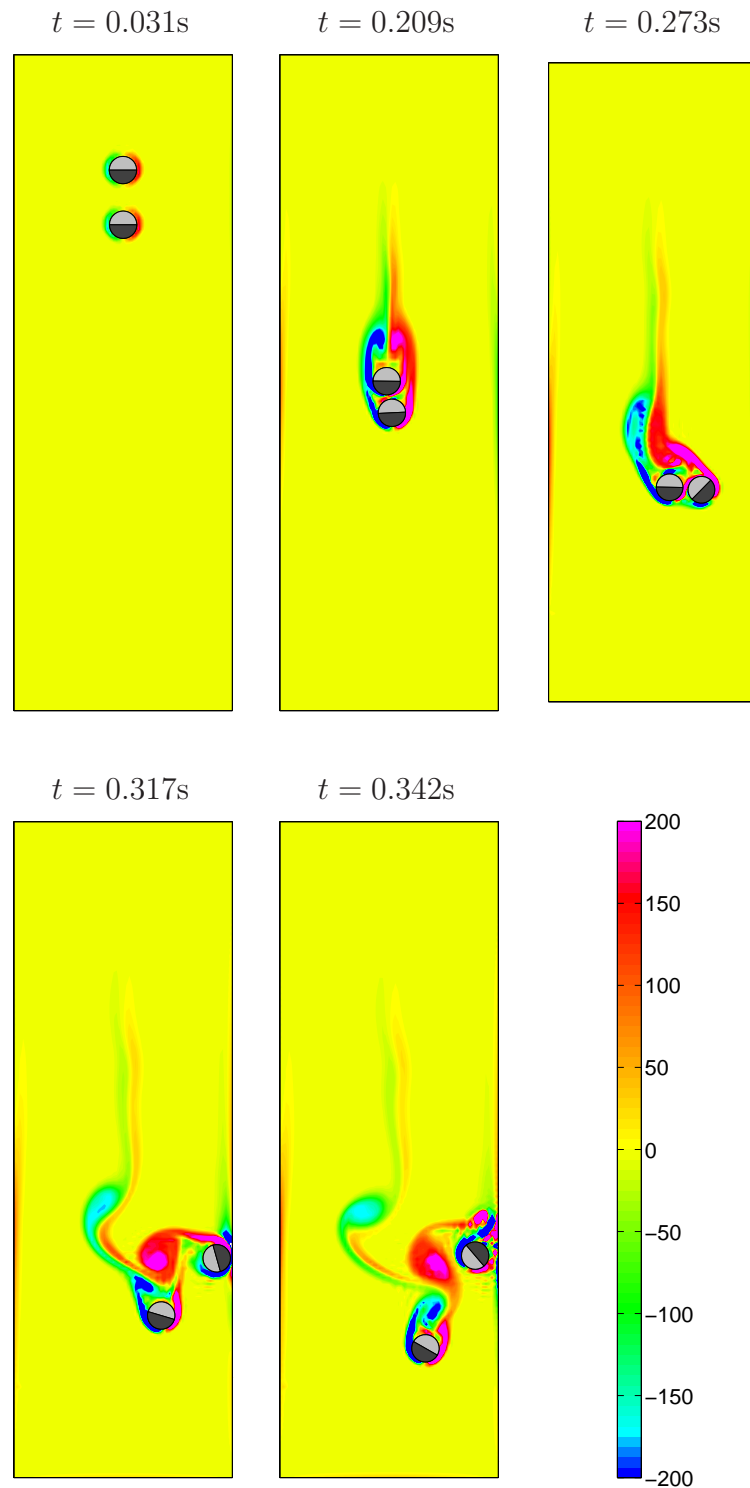 t = 0.031s
t = 0.209s
t = 0.273s
t = 0.317s
t = 0.342s
200
150
100
50
0
−50
−100
−150
−200